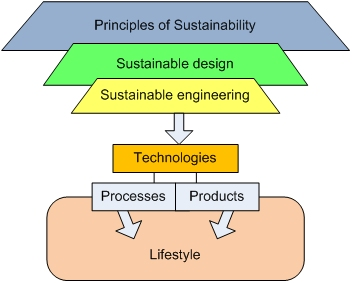 Principles of Sustainability
Sustainable design
Sustainable engineering
Technologies
Processes
Products
Lifestyle